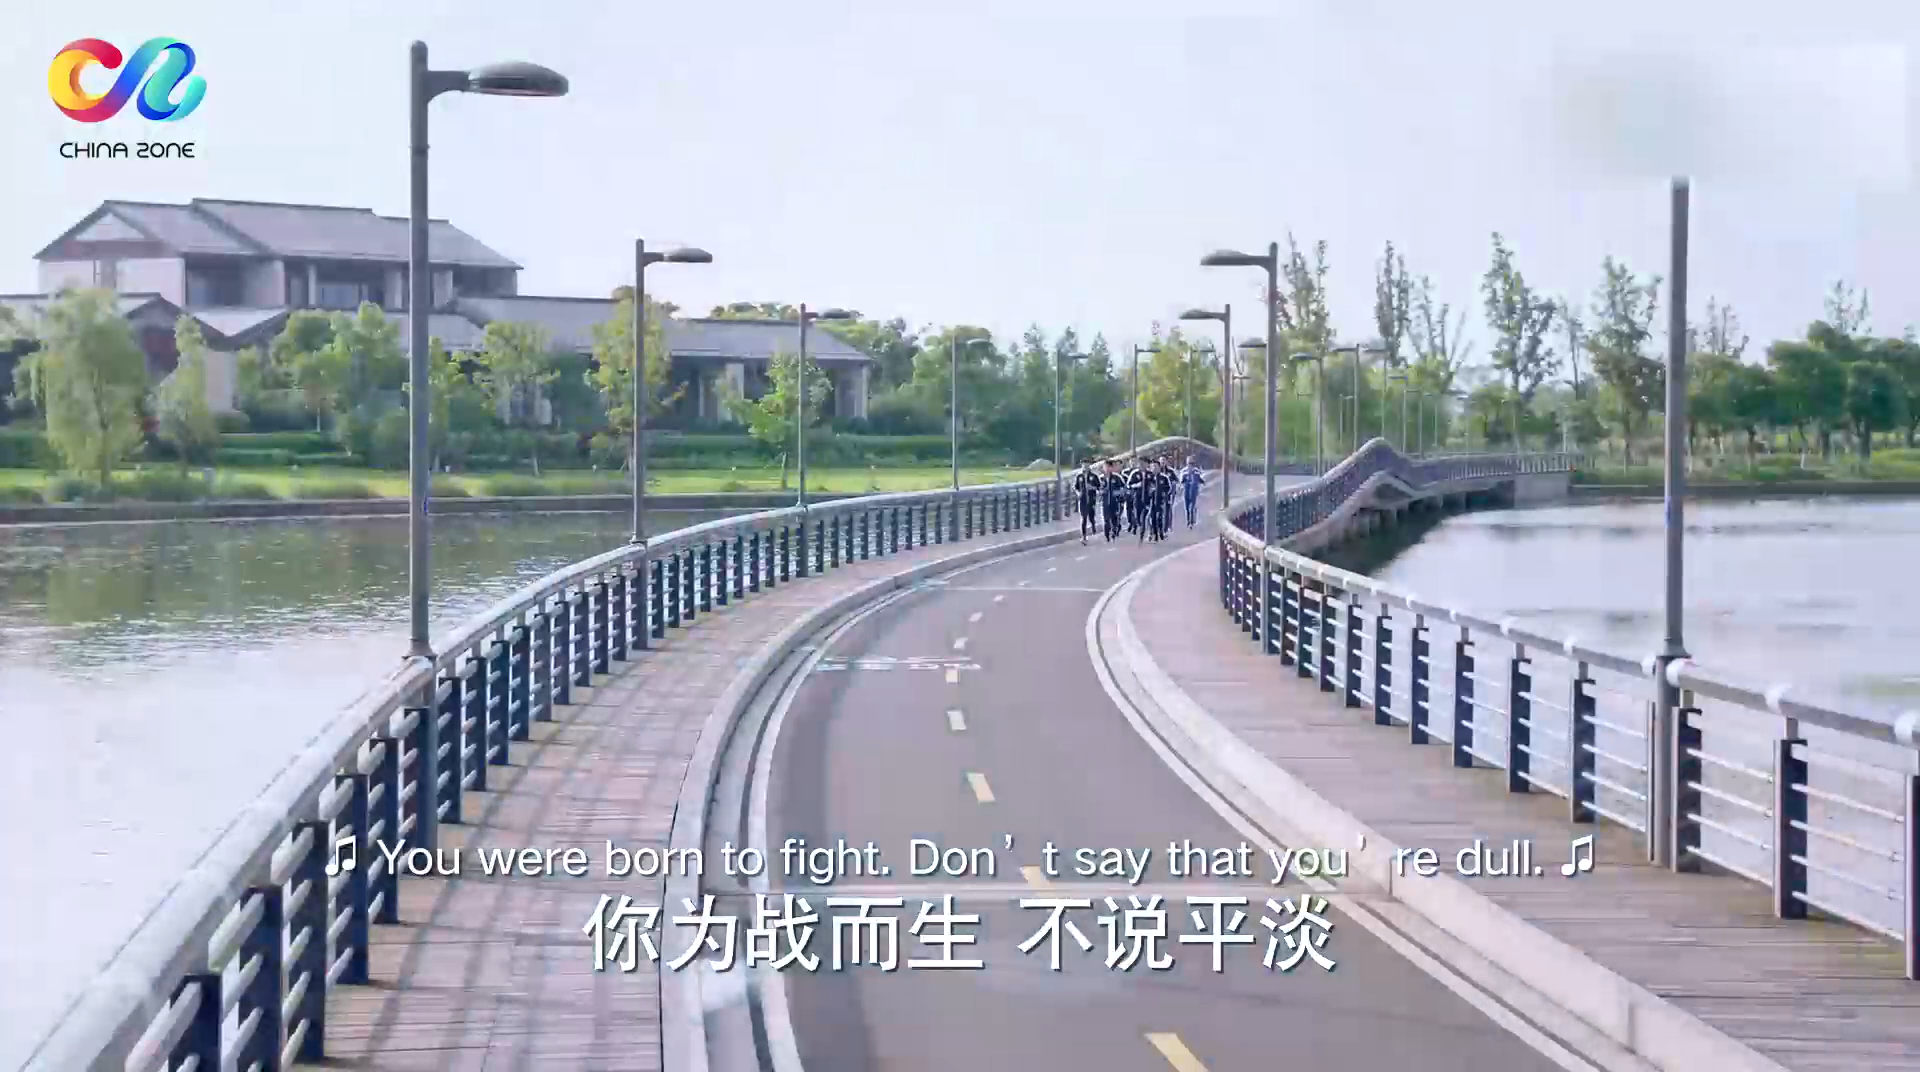 CHINA ZONE
♫ You were born to fight. Don't say that you're dull. ♫
你为战而生 不说平淡